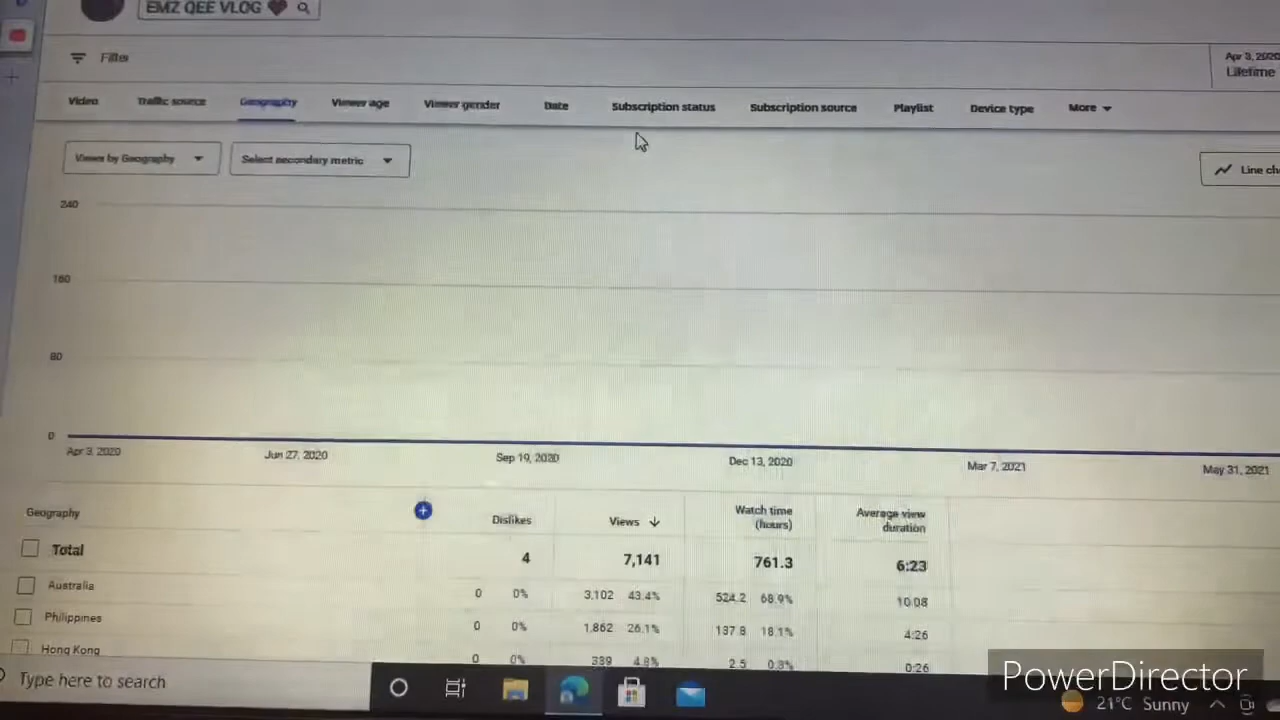 EMZ QEE VLOG
Filter
Apr 3, 2020
Lifetime
Video Traffic source Geography Viewer age Viewer gender Date Subscription status Subscription source Playlist Device type More
Views by Geography Select secondary metric Line ch
240
160
80
0
Apr 3, 2020 Jun 27, 2020 Sep 19, 2020 Dec 13, 2020 Mar 7, 2021 May 31, 2021
Geography Dislikes Views Watch time (hours) Average view duration
Total 4 7,141 761.3 6:23
Australia 0 0% 3,102 43.4% 524.2 68.9% 10:08
Philippines 0 0% 1,862 26.1% 137.8 18.1% 4:26
Hong Kong 0 0% 339 4.8% 2.5 0.3% 0:26
PowerDirector
Type here to search 21°C Sunny